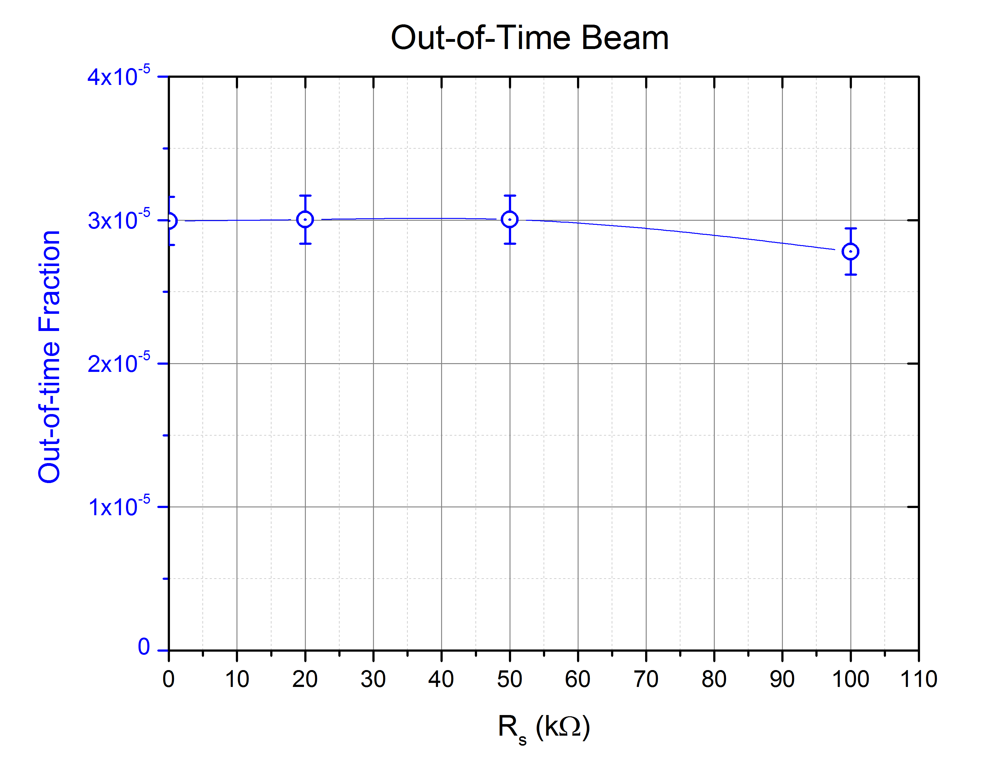 Out-of-Time Beam
4x10⁻⁵
3x10⁻⁵
2x10⁻⁵
1x10⁻⁵
0
Out-of-time Fraction
0 10 20 30 40 50 60 70 80 90 100 110
Rₛ (kΩ)